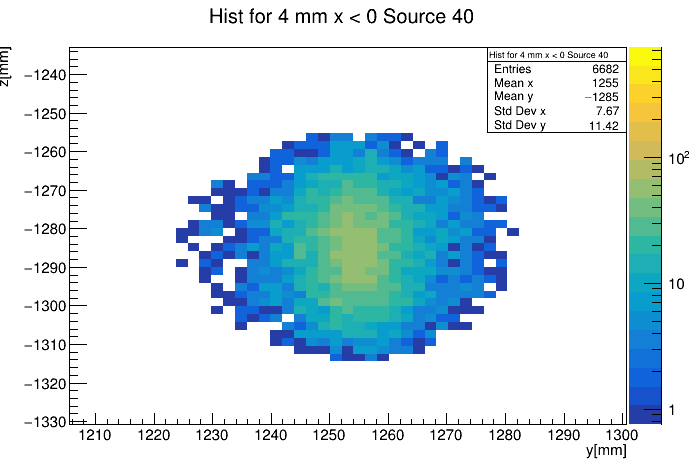 Hist for 4 mm x < 0 Source 40
z[mm]
Hist for 4 mm x < 0 Source 40
Entries 6682
Mean x 1255
Mean y −1285
Std Dev x 7.67
Std Dev y 11.42
−1240
−1250
−1260
−1270
−1280
−1290
−1300
−1310
−1320
−1330
10²
10
1
1210 1220 1230 1240 1250 1260 1270 1280 1290 1300
y[mm]